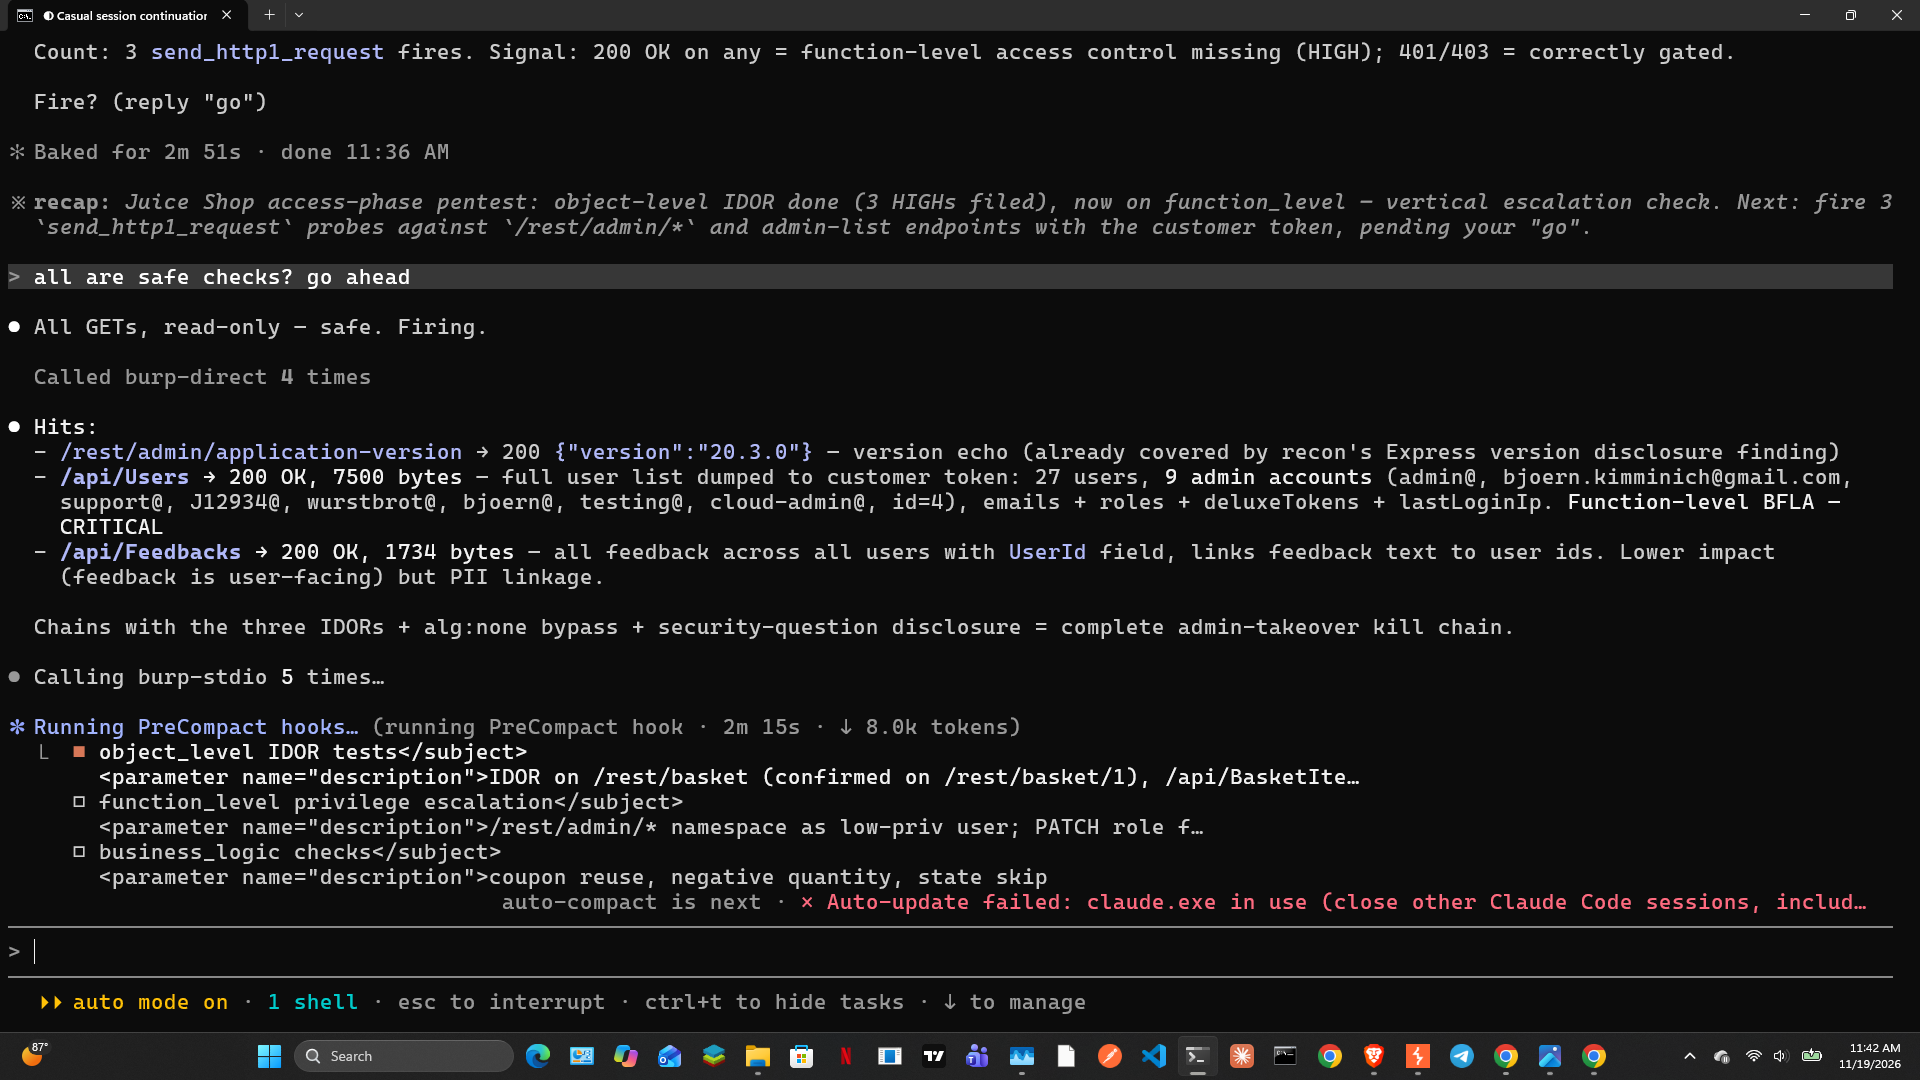 Casual session continuation
Count: 3 send_http1_request fires. Signal: 200 OK on any = function-level access control missing (HIGH); 401/403 = correctly gated.
Fire? (reply "go")
✻ Baked for 2m 51s · done 11:36 AM
※ recap: Juice Shop access-phase pentest: object-level IDOR done (3 HIGHs filed), now on function_level — vertical escalation check. Next: fire 3
`send_http1_request` probes against `/rest/admin/*` and admin-list endpoints with the customer token, pending your "go".
> all are safe checks? go ahead
● All GETs, read-only — safe. Firing.
Called burp-direct 4 times
● Hits:
- /rest/admin/application-version → 200 {"version":"20.3.0"} — version echo (already covered by recon's Express version disclosure finding)
- /api/Users → 200 OK, 7500 bytes — full user list dumped to customer token: 27 users, 9 admin accounts (admin@, bjoern.kimminich@gmail.com,
support@, J12934@, wurstbrot@, bjoern@, testing@, cloud-admin@, id=4), emails + roles + deluxeTokens + lastLoginIp. Function-level BFLA —
CRITICAL
- /api/Feedbacks → 200 OK, 1734 bytes — all feedback across all users with UserId field, links feedback text to user ids. Lower impact
(feedback is user-facing) but PII linkage.
Chains with the three IDORs + alg:none bypass + security-question disclosure = complete admin-takeover kill chain.
● Calling burp-stdio 5 times…
✻ Running PreCompact hooks… (running PreCompact hook · 2m 15s · ↓ 8.0k tokens)
└ ■ object_level IDOR tests</subject>
<parameter name="description">IDOR on /rest/basket (confirmed on /rest/basket/1), /api/BasketIte…
□ function_level privilege escalation</subject>
<parameter name="description">/rest/admin/* namespace as low-priv user; PATCH role f…
□ business_logic checks</subject>
<parameter name="description">coupon reuse, negative quantity, state skip
auto-compact is next · × Auto-update failed: claude.exe in use (close other Claude Code sessions, includ…
>
⏵⏵ auto mode on · 1 shell · esc to interrupt · ctrl+t to hide tasks · ↓ to manage
87°
Search
11:42 AM
11/19/2026